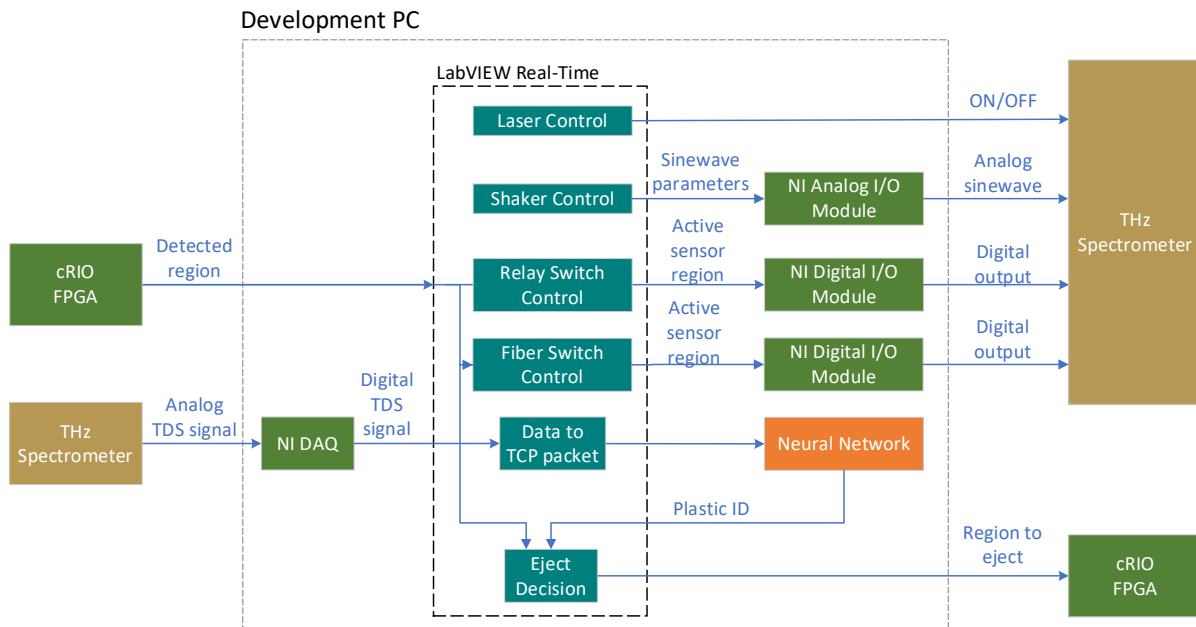 Development PC
LabVIEW Real-Time
Laser Control
ON/OFF
Shaker Control
Sinewave
parameters
NI Analog I/O
Module
Analog
sinewave
THz
Spectrometer
cRIO
FPGA
Detected
region
Relay Switch
Control
Active
sensor
region
NI Digital I/O
Module
Digital
output
Fiber Switch
Control
Active
sensor
region
NI Digital I/O
Module
Digital
output
THz
Spectrometer
Analog
TDS signal
NI DAQ
Digital
TDS
signal
Data to
TCP packet
Neural Network
Plastic ID
Eject
Decision
Region to
eject
cRIO
FPGA